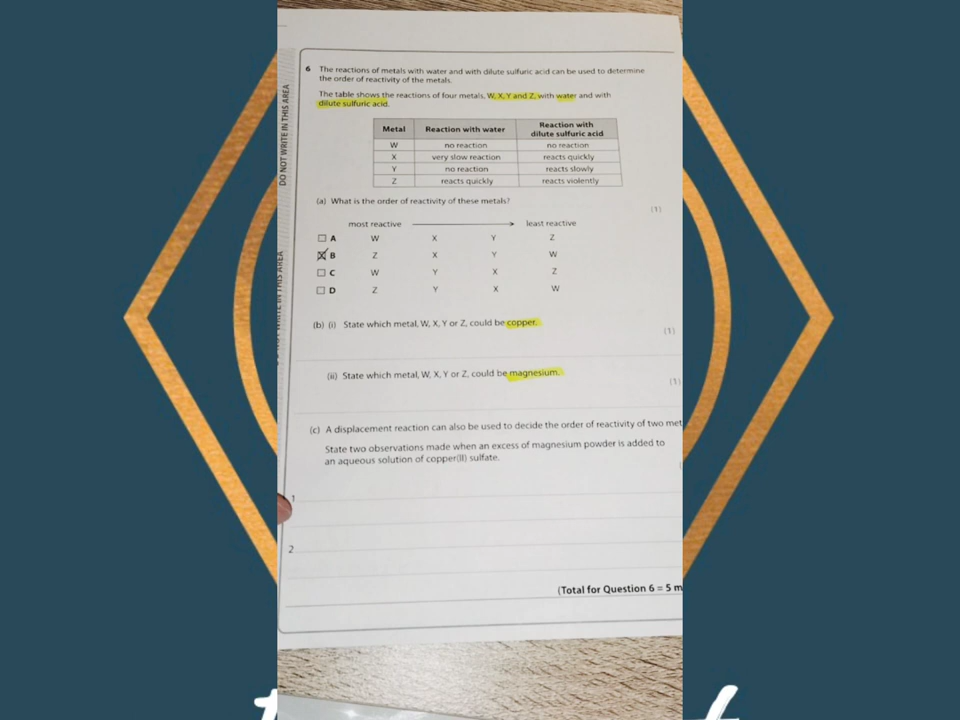 DO NOT WRITE IN THIS AREA
6 The reactions of metals with water and with dilute sulfuric acid can be used to determine
the order of reactivity of the metals.
The table shows the reactions of four metals, W, X, Y and Z, with water and with
dilute sulfuric acid.
Metal Reaction with water Reaction with dilute sulfuric acid
W no reaction no reaction
X very slow reaction reacts quickly
Y no reaction reacts slowly
Z reacts quickly reacts violently
(a) What is the order of reactivity of these metals?
(1)
most reactive least reactive
A W X Y Z
B Z X Y W
C W Y X Z
D Z Y X W
(b) (i) State which metal, W, X, Y or Z, could be copper.
(1)
(ii) State which metal, W, X, Y or Z, could be magnesium.
(1)
(c) A displacement reaction can also be used to decide the order of reactivity of two met
State two observations made when an excess of magnesium powder is added to
an aqueous solution of copper(II) sulfate.
1
2
(Total for Question 6 = 5 m